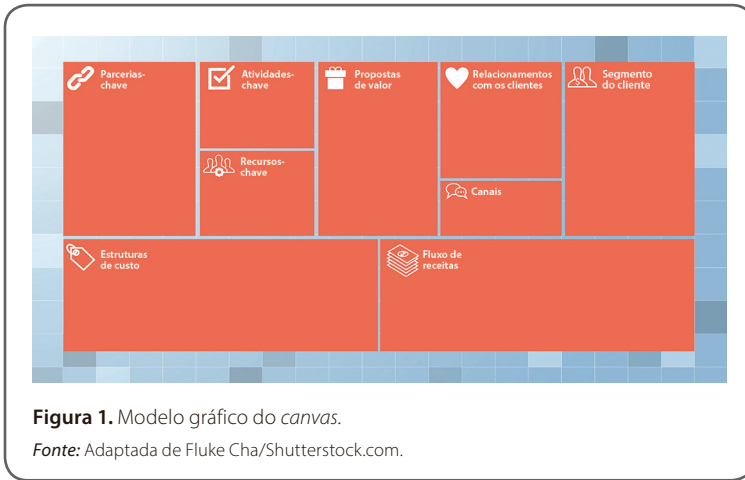 Parcerias-
chave
Atividades-
chave
Recursos-
chave
Propostas
de valor
Relacionamentos
com os clientes
Canais
Segmento
do cliente
Estruturas
de custo
Fluxo de
receitas
Figura 1. Modelo gráfico do canvas.
Fonte: Adaptada de Fluke Cha/Shutterstock.com.